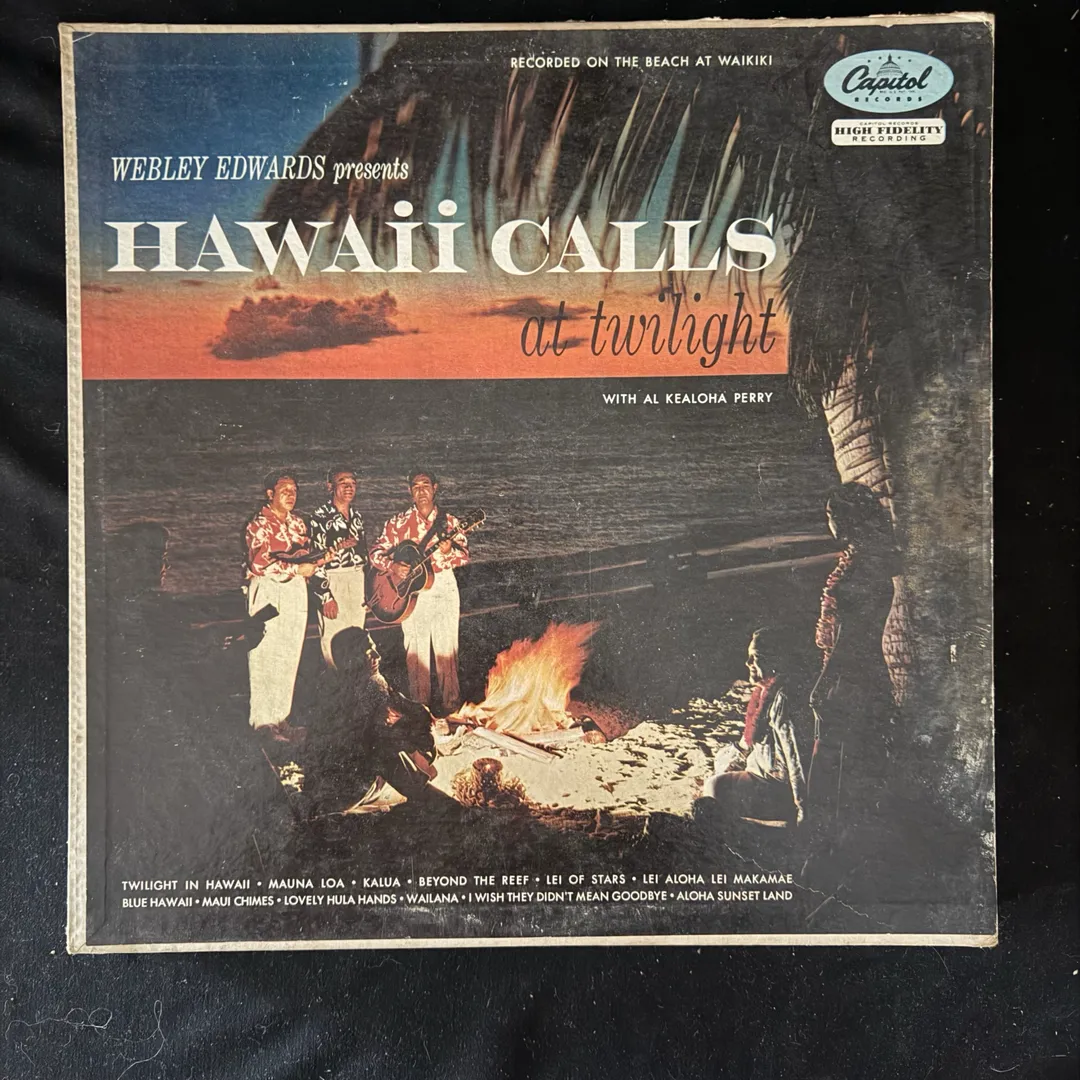 RECORDED ON THE BEACH AT WAIKIKI
Capitol
RECORDS
CAPITOL RECORDS
HIGH FIDELITY
RECORDING
WEBLEY EDWARDS presents
HAWAii CALLS
at twilight
WITH AL KEALOHA PERRY
TWILIGHT IN HAWAII • MAUNA LOA • KALUA • BEYOND THE REEF • LEI OF STARS • LEI ALOHA LEI MAKAMAE
BLUE HAWAII • MAUI CHIMES • LOVELY HULA HANDS • WAILANA • I WISH THEY DIDN'T MEAN GOODBYE • ALOHA SUNSET LAND